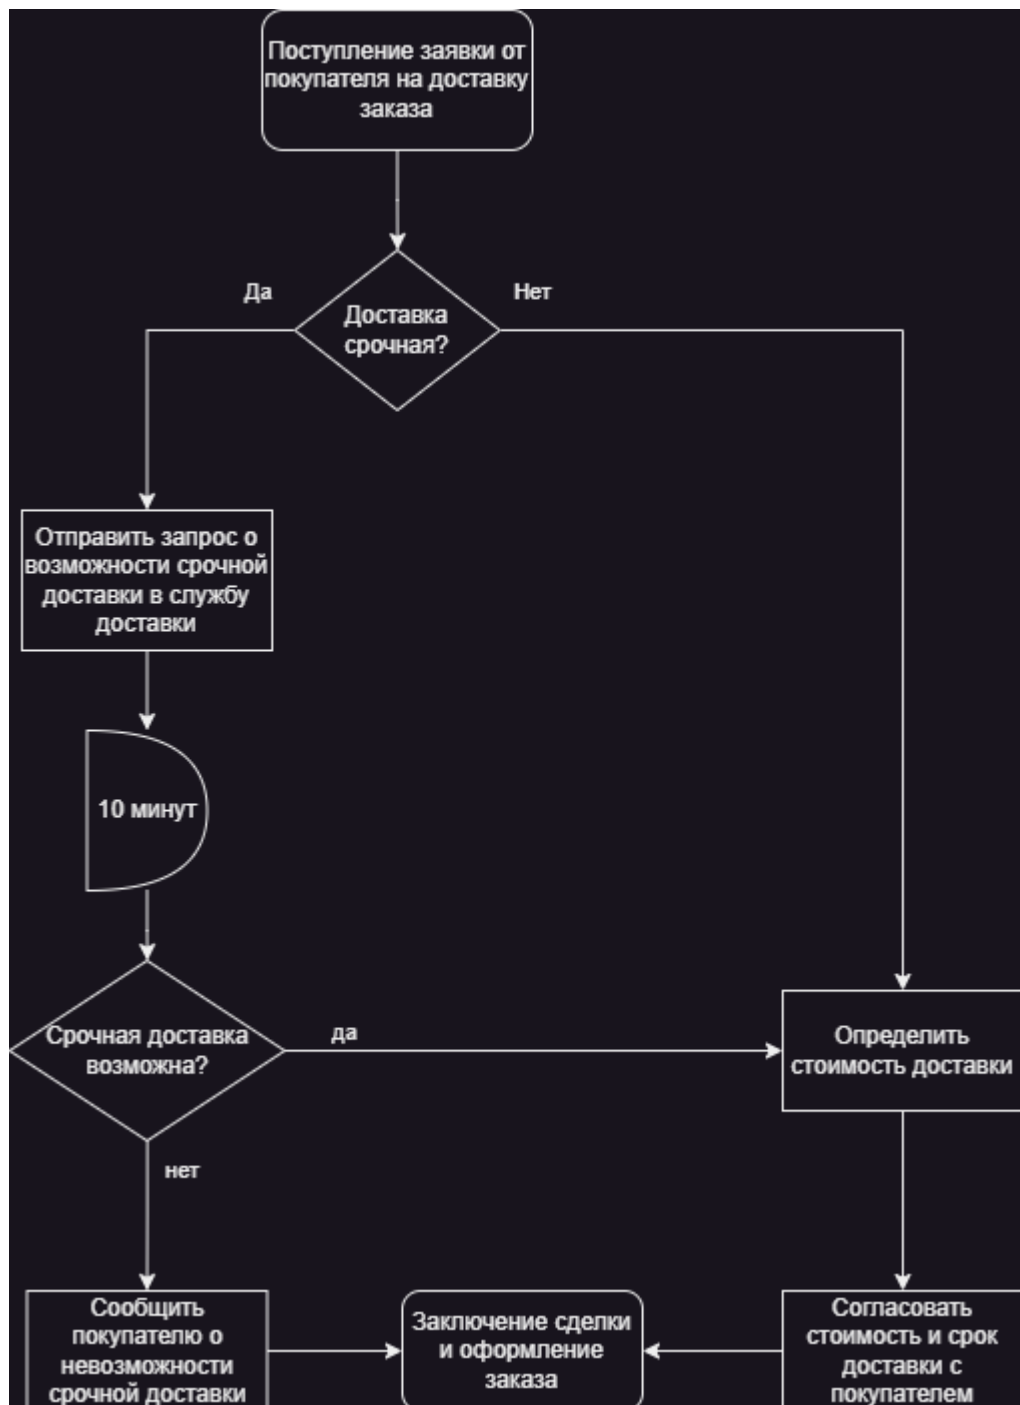 Поступление заявки от
покупателя на доставку
заказа
Да
Нет
Доставка
срочная?
Отправить запрос о
возможности срочной
доставки в службу
доставки
10 минут
Срочная доставка
возможна?
да
Определить
стоимость доставки
нет
Сообщить
покупателю о
невозможности
срочной доставки
Заключение сделки
и оформление
заказа
Согласовать
стоимость и срок
доставки с
покупателем